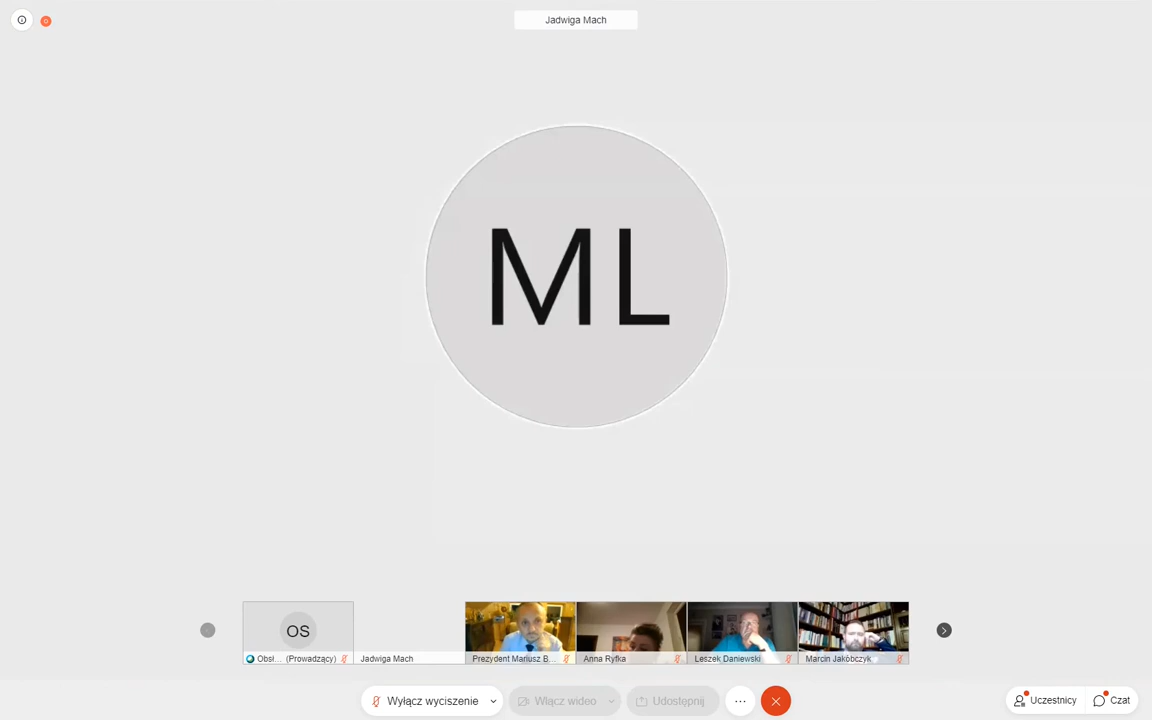 Jadwiga Mach
ML
OS
Obsł... (Prowadzący)
Jadwiga Mach
Prezydent Mariusz B...
Anna Ryfka
Leszek Daniewski
Marcin Jakóbczyk
Wyłącz wyciszenie
Włącz wideo
Udostępnij
Uczestnicy
Czat